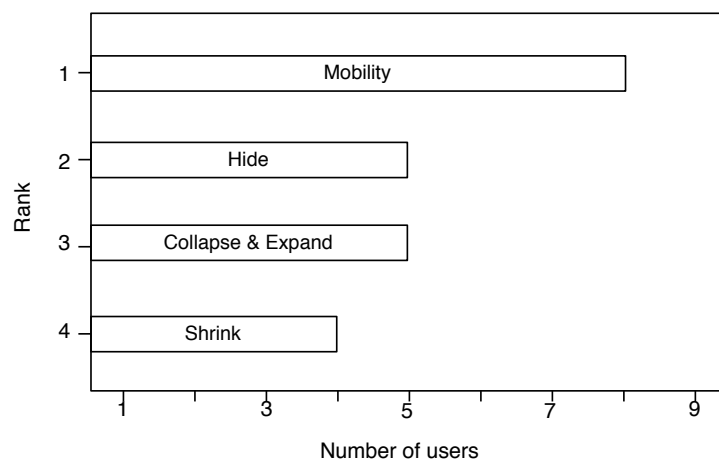 1
Mobility
2
Hide
Rank
3
Collapse & Expand
4
Shrink
1 3 5 7 9
Number of users